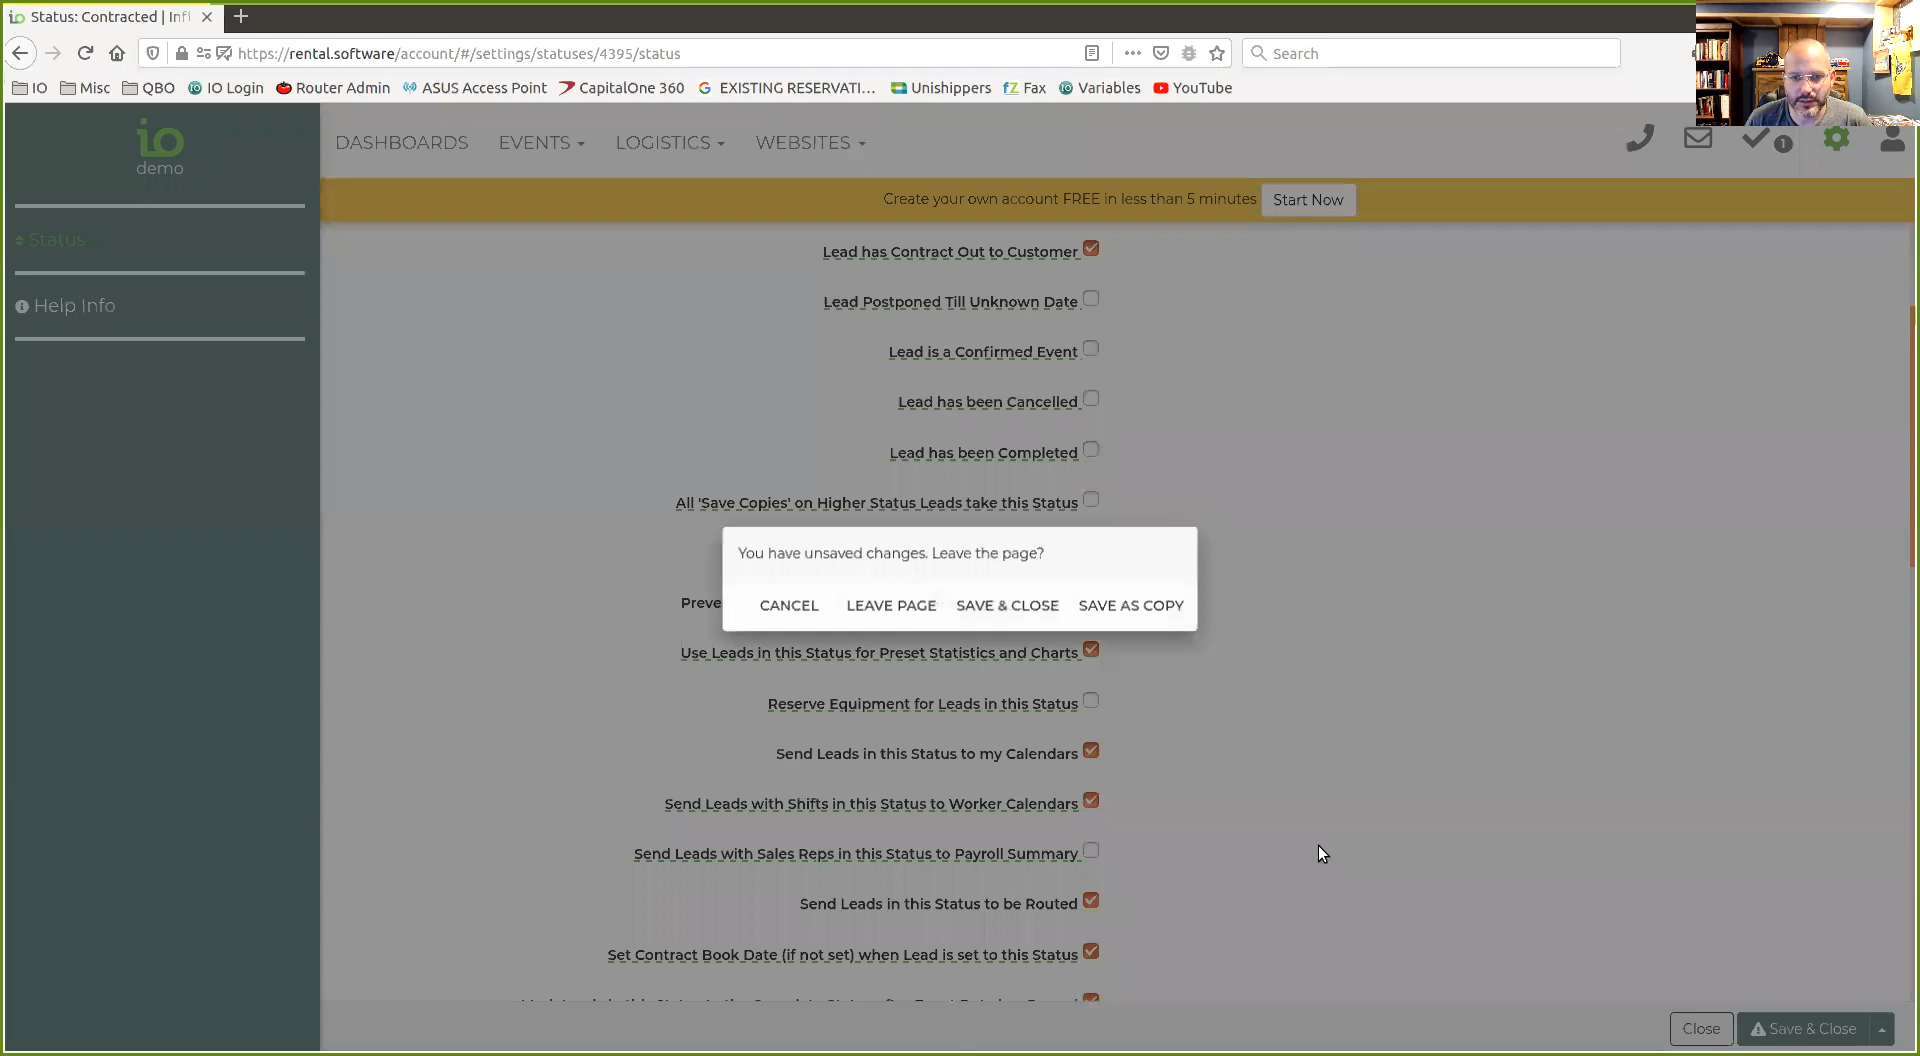 Status: Contracted | Inf
https://rental.software/account/#/settings/statuses/4395/status
Search
IO
Misc
QBO
IO Login
Router Admin
ASUS Access Point
CapitalOne 360
EXISTING RESERVATI...
Unishippers
Fax
Variables
YouTube
io
demo
DASHBOARDS
EVENTS
LOGISTICS
WEBSITES
1
Create your own account FREE in less than 5 minutes
Start Now
Status
Help Info
Lead has Contract Out to Customer
Lead Postponed Till Unknown Date
Lead is a Confirmed Event
Lead has been Cancelled
Lead has been Completed
All 'Save Copies' on Higher Status Leads take this Status
You have unsaved changes. Leave the page?
Preve
CANCEL
LEAVE PAGE
SAVE & CLOSE
SAVE AS COPY
Use Leads in this Status for Preset Statistics and Charts
Reserve Equipment for Leads in this Status
Send Leads in this Status to my Calendars
Send Leads with Shifts in this Status to Worker Calendars
Send Leads with Sales Reps in this Status to Payroll Summary
Send Leads in this Status to be Routed
Set Contract Book Date (if not set) when Lead is set to this Status
Close
Save & Close